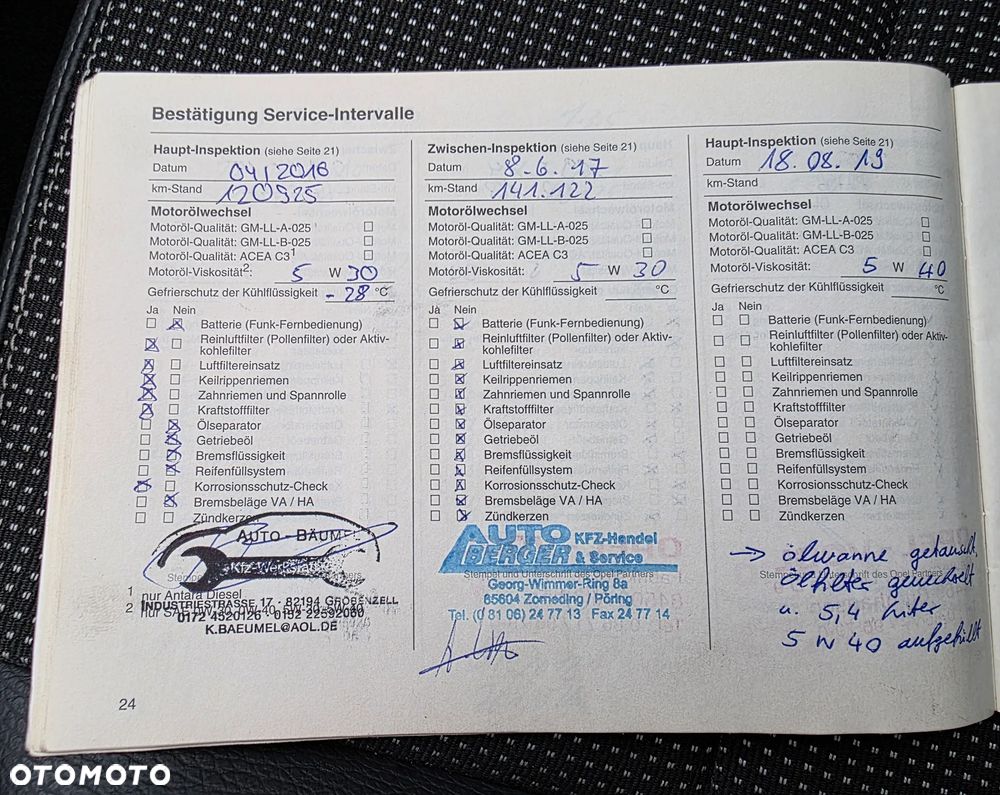 Bestätigung Service-Intervalle
Haupt-Inspektion (siehe Seite 21)
Datum 04/2016
km-Stand 120925
Motorölwechsel
Motoröl-Qualität: GM-LL-A-025
Motoröl-Qualität: GM-LL-B-025
Motoröl-Qualität: ACEA C3¹
Motoröl-Viskosität²: 5 W 30
Gefrierschutz der Kühlflüssigkeit - 28 °C
Ja Nein
Batterie (Funk-Fernbedienung)
Reinluftfilter (Pollenfilter) oder Aktiv-
kohlefilter
Luftfiltereinsatz
Keilrippenriemen
Zahnriemen und Spannrolle
Kraftstofffilter
Ölseparator
Getriebeöl
Bremsflüssigkeit
Reifenfüllsystem
Korrosionsschutz-Check
Bremsbeläge VA / HA
Zündkerzen
AUTO - BÄUMEL
Kfz-Werkstatt
1 nur Antara Diesel
INDUSTRIESTRASSE 17 · 82194 GRÖBENZELL
2 nur SAE
0172 4520126 - 0152 22592080
K.BAEUMEL@AOL.DE
Zwischen-Inspektion (siehe Seite 21)
Datum 8-6.'17
km-Stand 141.122
Motorölwechsel
Motoröl-Qualität: GM-LL-A-025
Motoröl-Qualität: GM-LL-B-025
Motoröl-Qualität: ACEA C3
Motoröl-Viskosität: 5 W 30
Gefrierschutz der Kühlflüssigkeit °C
Ja Nein
Batterie (Funk-Fernbedienung)
Reinluftfilter (Pollenfilter) oder Aktiv-
kohlefilter
Luftfiltereinsatz
Keilrippenriemen
Zahnriemen und Spannrolle
Kraftstofffilter
Ölseparator
Getriebeöl
Bremsflüssigkeit
Reifenfüllsystem
Korrosionsschutz-Check
Bremsbeläge VA / HA
Zündkerzen
AUTO KFZ-Handel
BERGER & Service
Stempel und Unterschrift des Opel Partners
Georg-Wimmer-Ring 8a
85604 Zorneding / Pöring
Tel. (0 81 06) 24 77 13 Fax 24 77 14
Haupt-Inspektion (siehe Seite 21)
Datum 18.08.19
km-Stand
Motorölwechsel
Motoröl-Qualität: GM-LL-A-025
Motoröl-Qualität: GM-LL-B-025
Motoröl-Qualität: ACEA C3
Motoröl-Viskosität: 5 W 40
Gefrierschutz der Kühlflüssigkeit °C
Ja Nein
Batterie (Funk-Fernbedienung)
Reinluftfilter (Pollenfilter) oder Aktiv-
kohlefilter
Luftfiltereinsatz
Keilrippenriemen
Zahnriemen und Spannrolle
Kraftstofffilter
Ölseparator
Getriebeöl
Bremsflüssigkeit
Reifenfüllsystem
Korrosionsschutz-Check
Bremsbeläge VA / HA
Zündkerzen
→ ölwanne getauscht,
Stempel und Unterschrift des Opel Partners
Ölfilter gewechselt
u. 5,4 Liter
5 W 40 aufgefüllt
24
OTOMOTO